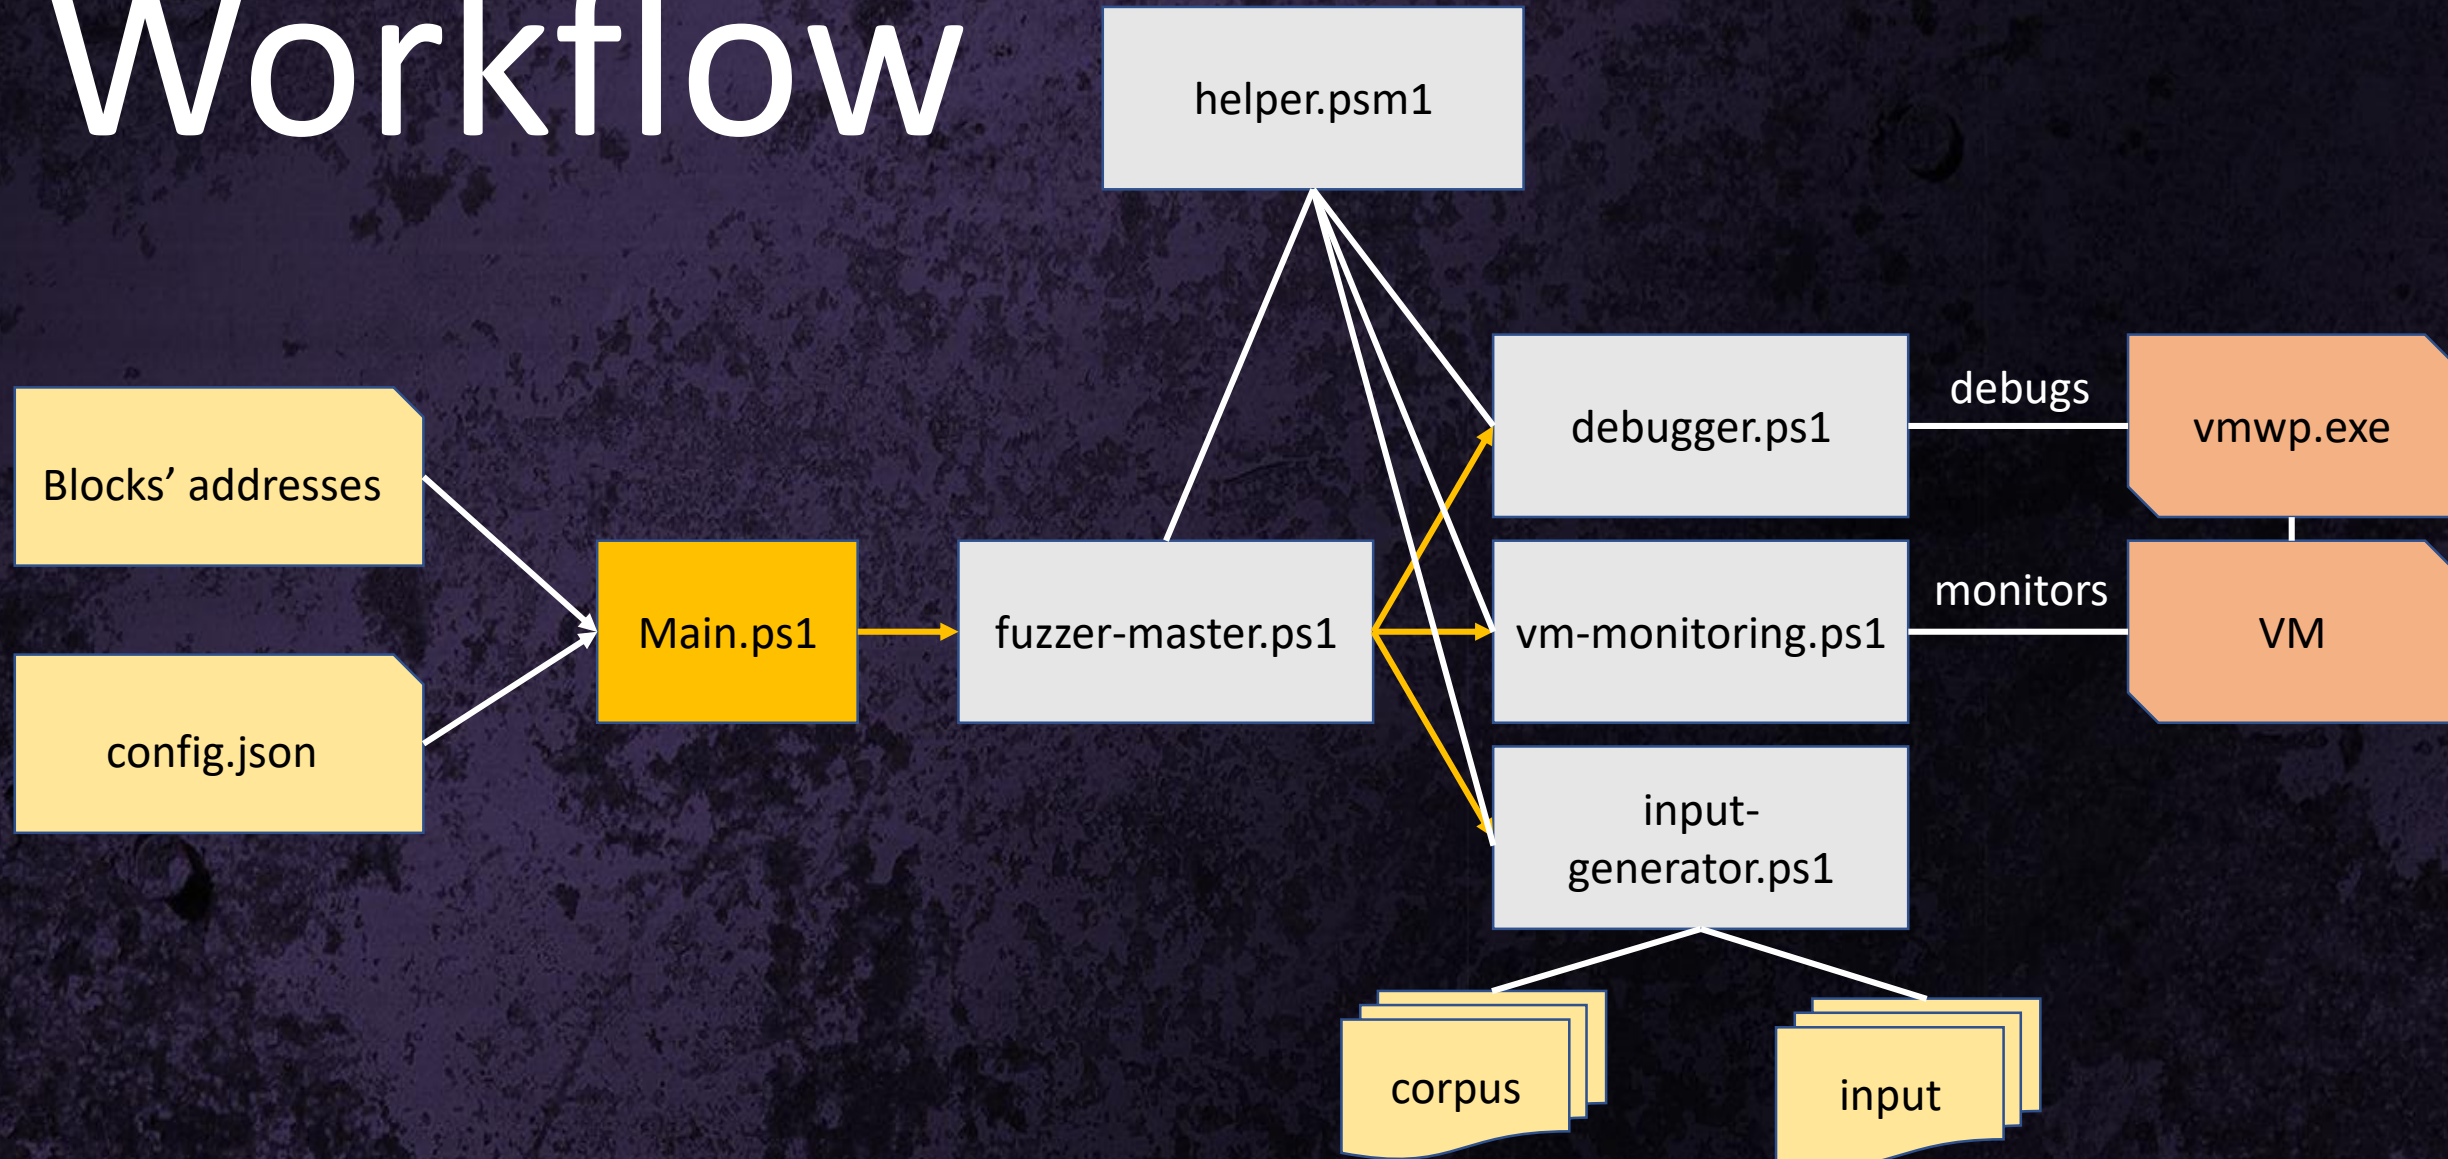 Workflow
helper.psm1
debugger.ps1
debugs
vmwp.exe
Blocks’ addresses
Main.ps1
fuzzer-master.ps1
vm-monitoring.ps1
monitors
VM
config.json
input-
generator.ps1
corpus
input